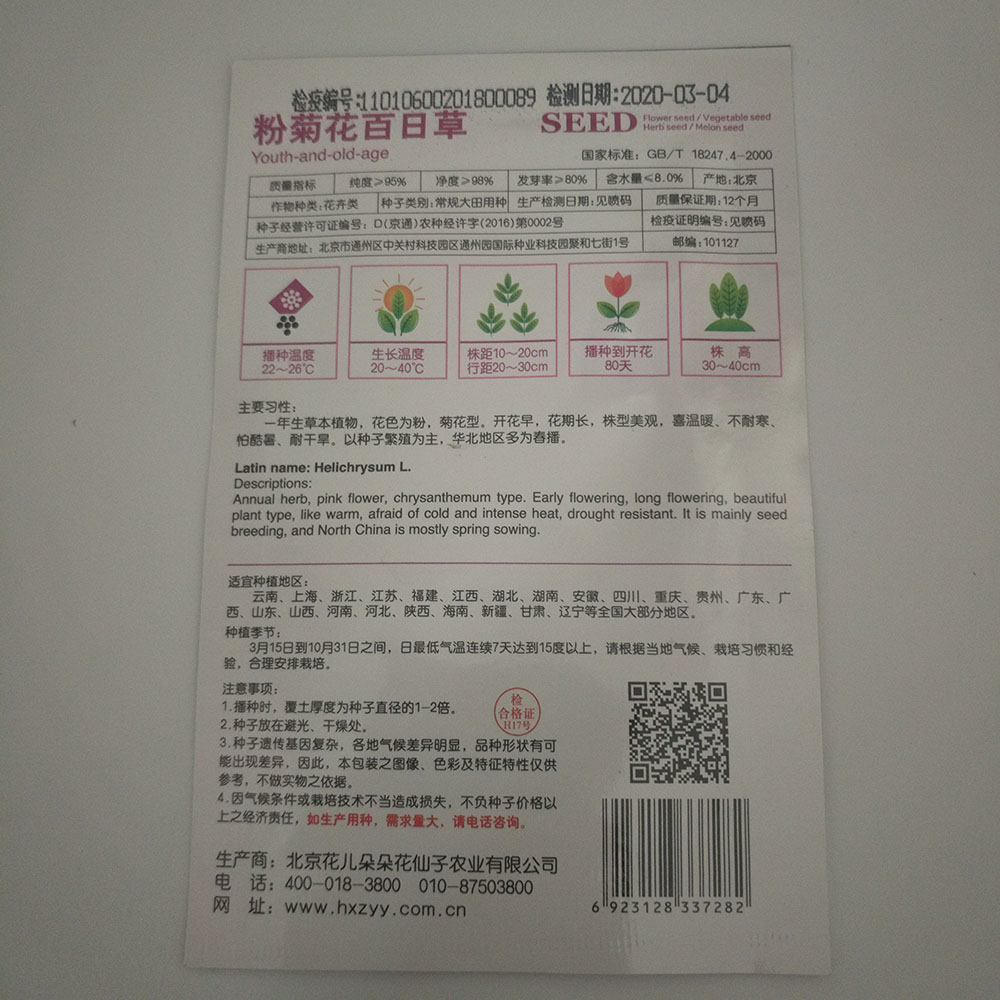 检疫编号:11010600201800089 检测日期:2020-03-04
粉菊花百日草
SEED Flower seed / Vegetable seed
Herb seed / Melon seed
Youth-and-old-age
国家标准：GB/T 18247.4-2000
质量指标 纯度≥95% 净度≥98% 发芽率≥80% 含水量≤8.0% 产地:北京
作物种类:花卉类 种子类别:常规大田用种 生产检测日期:见喷码 质量保证期:12个月
种子经营许可证编号：D(京通)农种经许字(2016)第0002号 检疫证明编号:见喷码
生产商地址：北京市通州区中关村科技园区通州园国际种业科技园聚和七街1号 邮编:101127
播种温度 生长温度 株距10～20cm 播种到开花 株 高
22～26℃ 20～40℃ 行距20～30cm 80天 30～40cm
主要习性：
一年生草本植物，花色为粉，菊花型。开花早，花期长，株型美观，喜温暖、不耐寒、
怕酷暑、耐干旱。以种子繁殖为主，华北地区多为春播。
Latin name: Helichrysum L.
Descriptions:
Annual herb, pink flower, chrysanthemum type. Early flowering, long flowering, beautiful
plant type, like warm, afraid of cold and intense heat, drought resistant. It is mainly seed
breeding, and North China is mostly spring sowing.
适宜种植地区：
云南、上海、浙江、江苏、福建、江西、湖北、湖南、安徽、四川、重庆、贵州、广东、广
西、山东、山西、河南、河北、陕西、海南、新疆、甘肃、辽宁等全国大部分地区。
种植季节：
3月15日到10月31日之间，日最低气温连续7天达到15度以上，请根据当地气候、栽培习惯和经
验，合理安排栽培。
注意事项：
1.播种时，覆土厚度为种子直径的1-2倍。
2.种子放在避光、干燥处。
3.种子遗传基因复杂，各地气候差异明显，品种形状有可
能出现差异，因此，本包装之图像、色彩及特征特性仅供
参考，不做实物之依据。
4.因气候条件或栽培技术不当造成损失，不负种子价格以
上之经济责任，如生产用种，需求量大，请电话咨询。
检
合格证
H17号
生产商：北京花儿朵朵花仙子农业有限公司
电 话：400-018-3800 010-87503800
网 址：www.hxzyy.com.cn
6 923128 337282